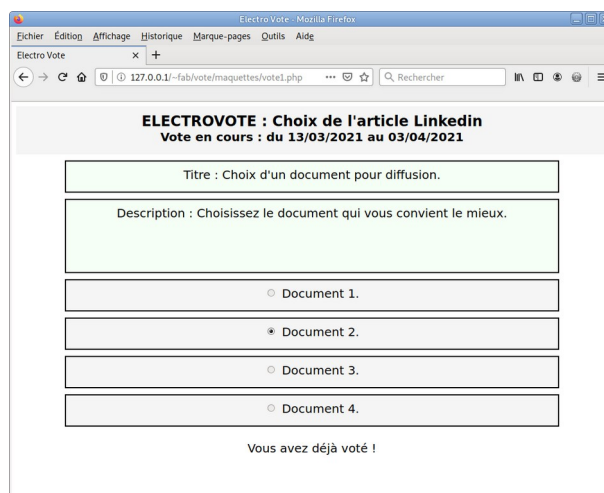 Electro Vote - Mozilla Firefox
Fichier Édition Affichage Historique Marque-pages Outils Aide
Electro Vote × +
127.0.0.1/~fab/vote/maquettes/vote1.php ··· Rechercher
ELECTROVOTE : Choix de l'article Linkedin
Vote en cours : du 13/03/2021 au 03/04/2021
Titre : Choix d'un document pour diffusion.
Description : Choisissez le document qui vous convient le mieux.
Document 1.
Document 2.
Document 3.
Document 4.
Vous avez déjà voté !